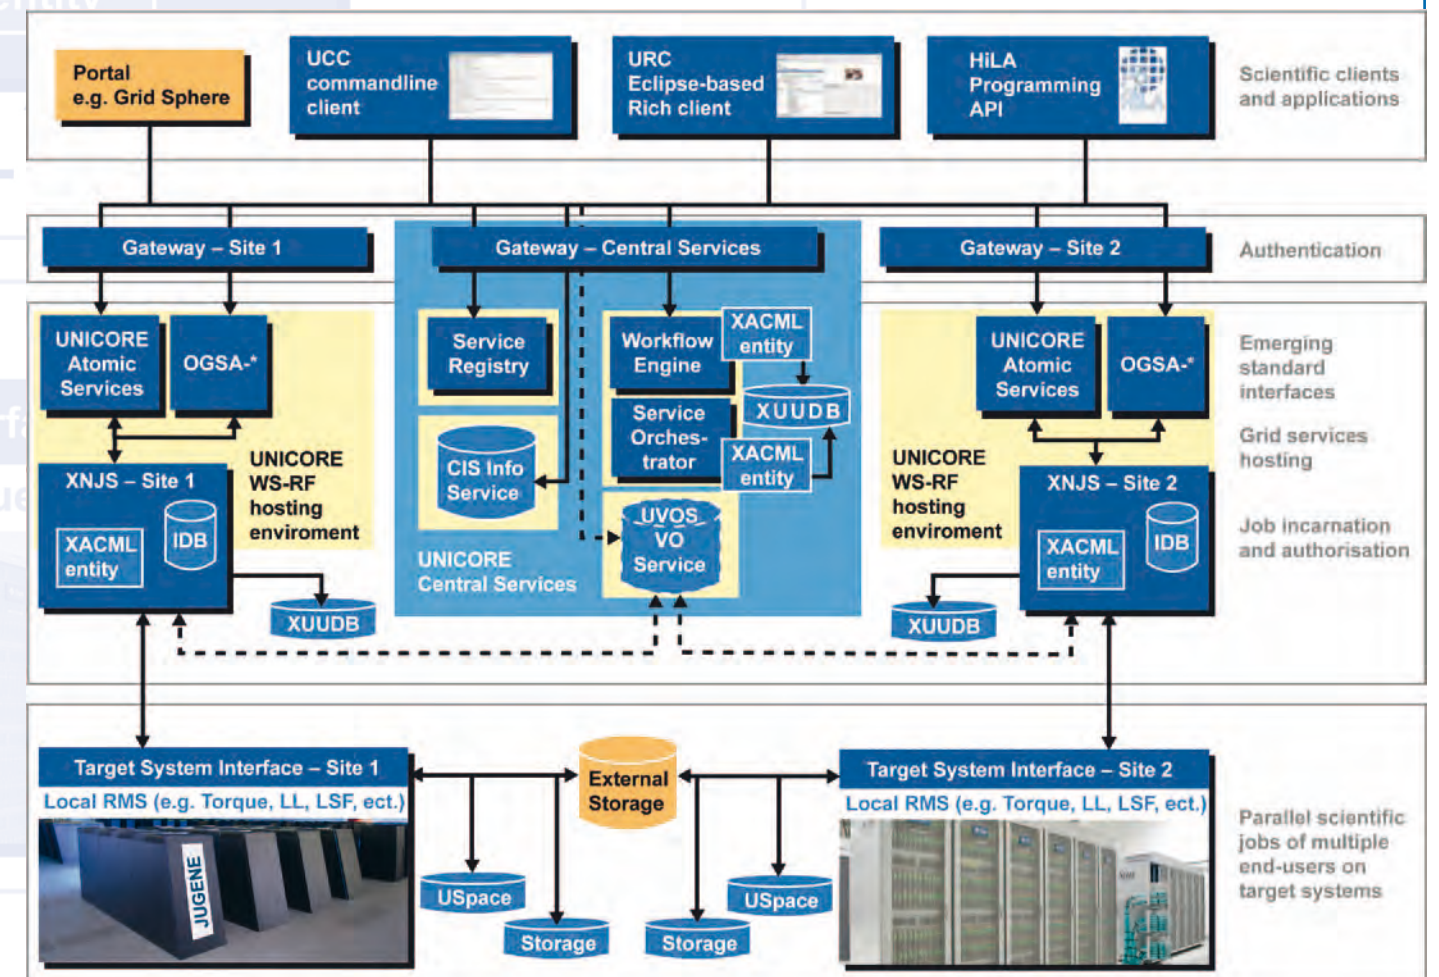 entity
Portal
e.g. Grid Sphere
UCC
commandline
client
URC
Eclipse-based
Rich client
HiLA
Programming
API
Scientific clients
and applications
Gateway – Site 1
Gateway – Central Services
Gateway – Site 2
Authentication
UNICORE
Atomic
Services
OGSA-*
Service
Registry
Workflow
Engine
XACML
entity
XUUDB
Service
Orches-
trator
XACML
entity
CIS Info
Service
UVOS
VO
Service
UNICORE
Central Services
UNICORE
Atomic
Services
OGSA-*
Emerging
standard
interfaces
Grid services
hosting
Job incarnation
and authorisation
UNICORE
WS-RF
hosting
enviroment
XNJS – Site 1
XACML
entity
IDB
XUUDB
UNICORE
WS-RF
hosting
enviroment
XNJS – Site 2
XACML
entity
IDB
XUUDB
Target System Interface – Site 1
Local RMS (e.g. Torque, LL, LSF, ect.)
JUGENE
External
Storage
USpace
Storage
USpace
Storage
Target System Interface – Site 2
Local RMS (e.g. Torque, LL, LSF, ect.)
Parallel scientific
jobs of multiple
end-users on
target systems